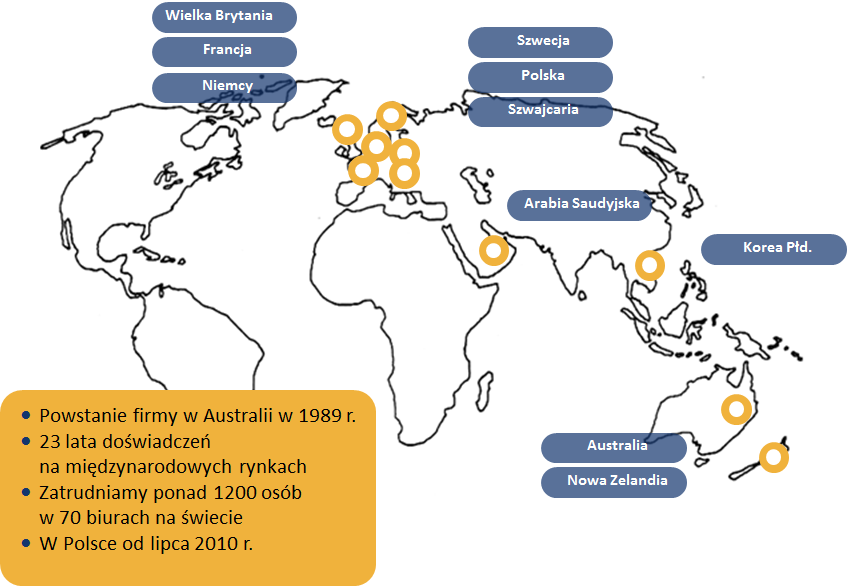 Wielka Brytania
Francja
Niemcy
Szwecja
Polska
Szwajcaria
Arabia Saudyjska
Korea Płd.
Australia
Nowa Zelandia
• Powstanie firmy w Australii w 1989 r.
• 23 lata doświadczeń
na międzynarodowych rynkach
• Zatrudniamy ponad 1200 osób
w 70 biurach na świecie
• W Polsce od lipca 2010 r.